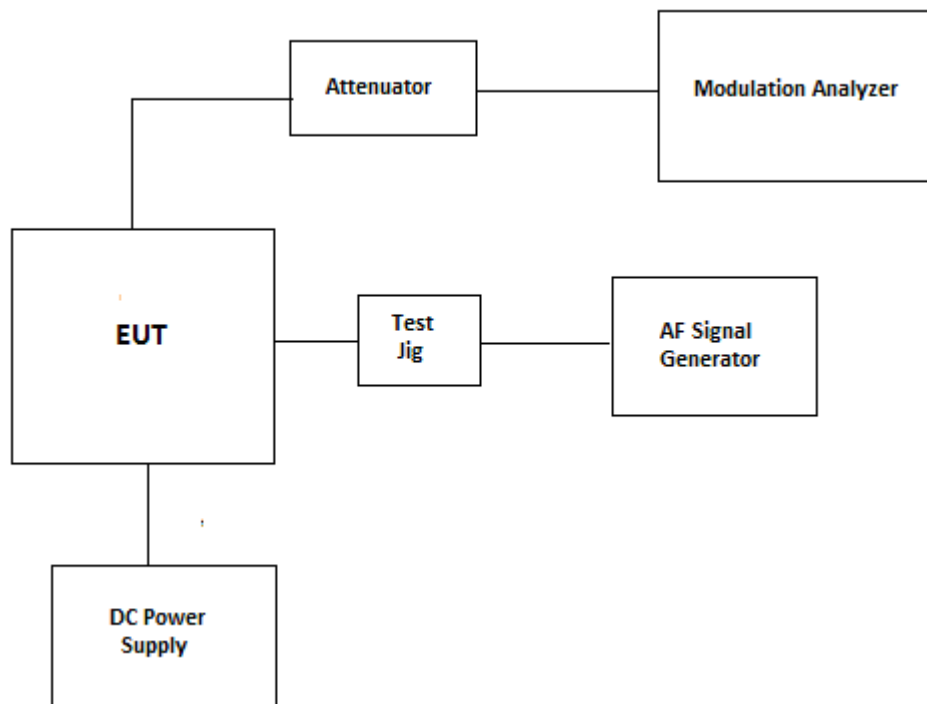 Attenuator
Modulation Analyzer
EUT
Test
Jig
AF Signal
Generator
DC Power
Supply